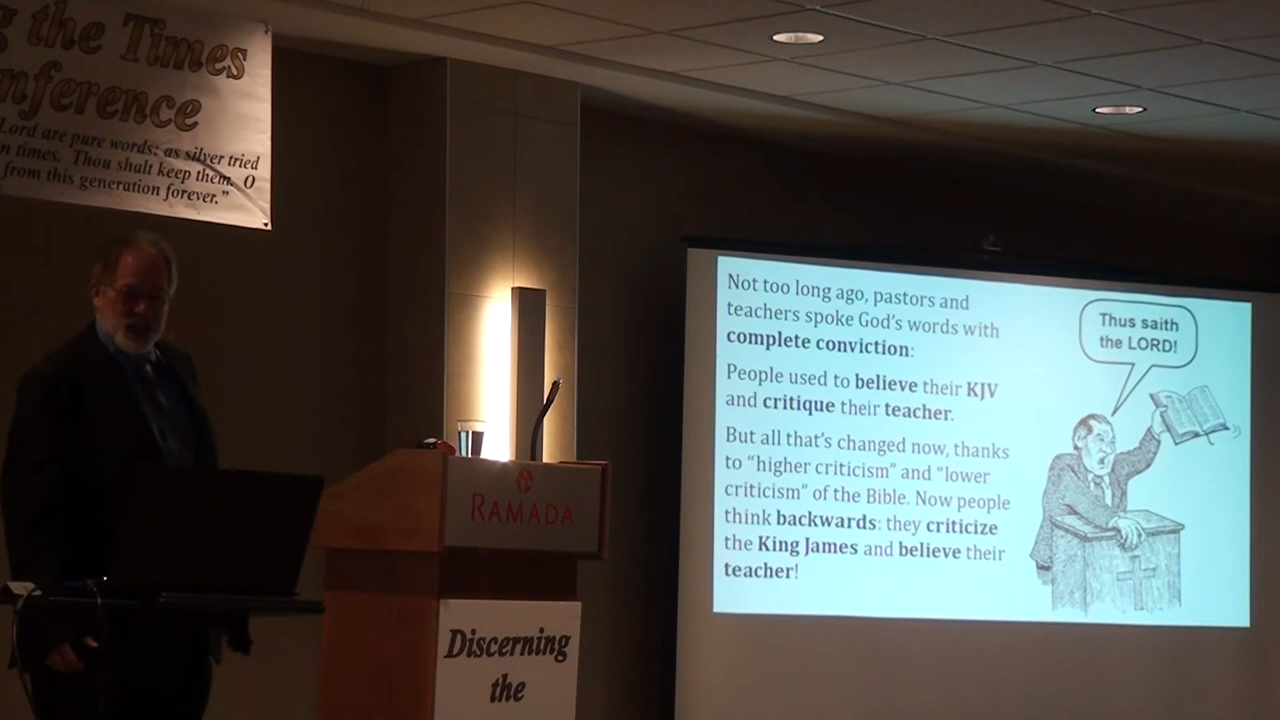 the Times
nference
Lord are pure words: as silver tried
n times. Thou shalt keep them, O
from this generation forever."
RAMADA
Discerning
the
Not too long ago, pastors and
teachers spoke God's words with
complete conviction:
People used to believe their KJV
and critique their teacher.
But all that's changed now, thanks
to "higher criticism" and "lower
criticism" of the Bible. Now people
think backwards: they criticize
the King James and believe their
teacher!
Thus saith
the LORD!